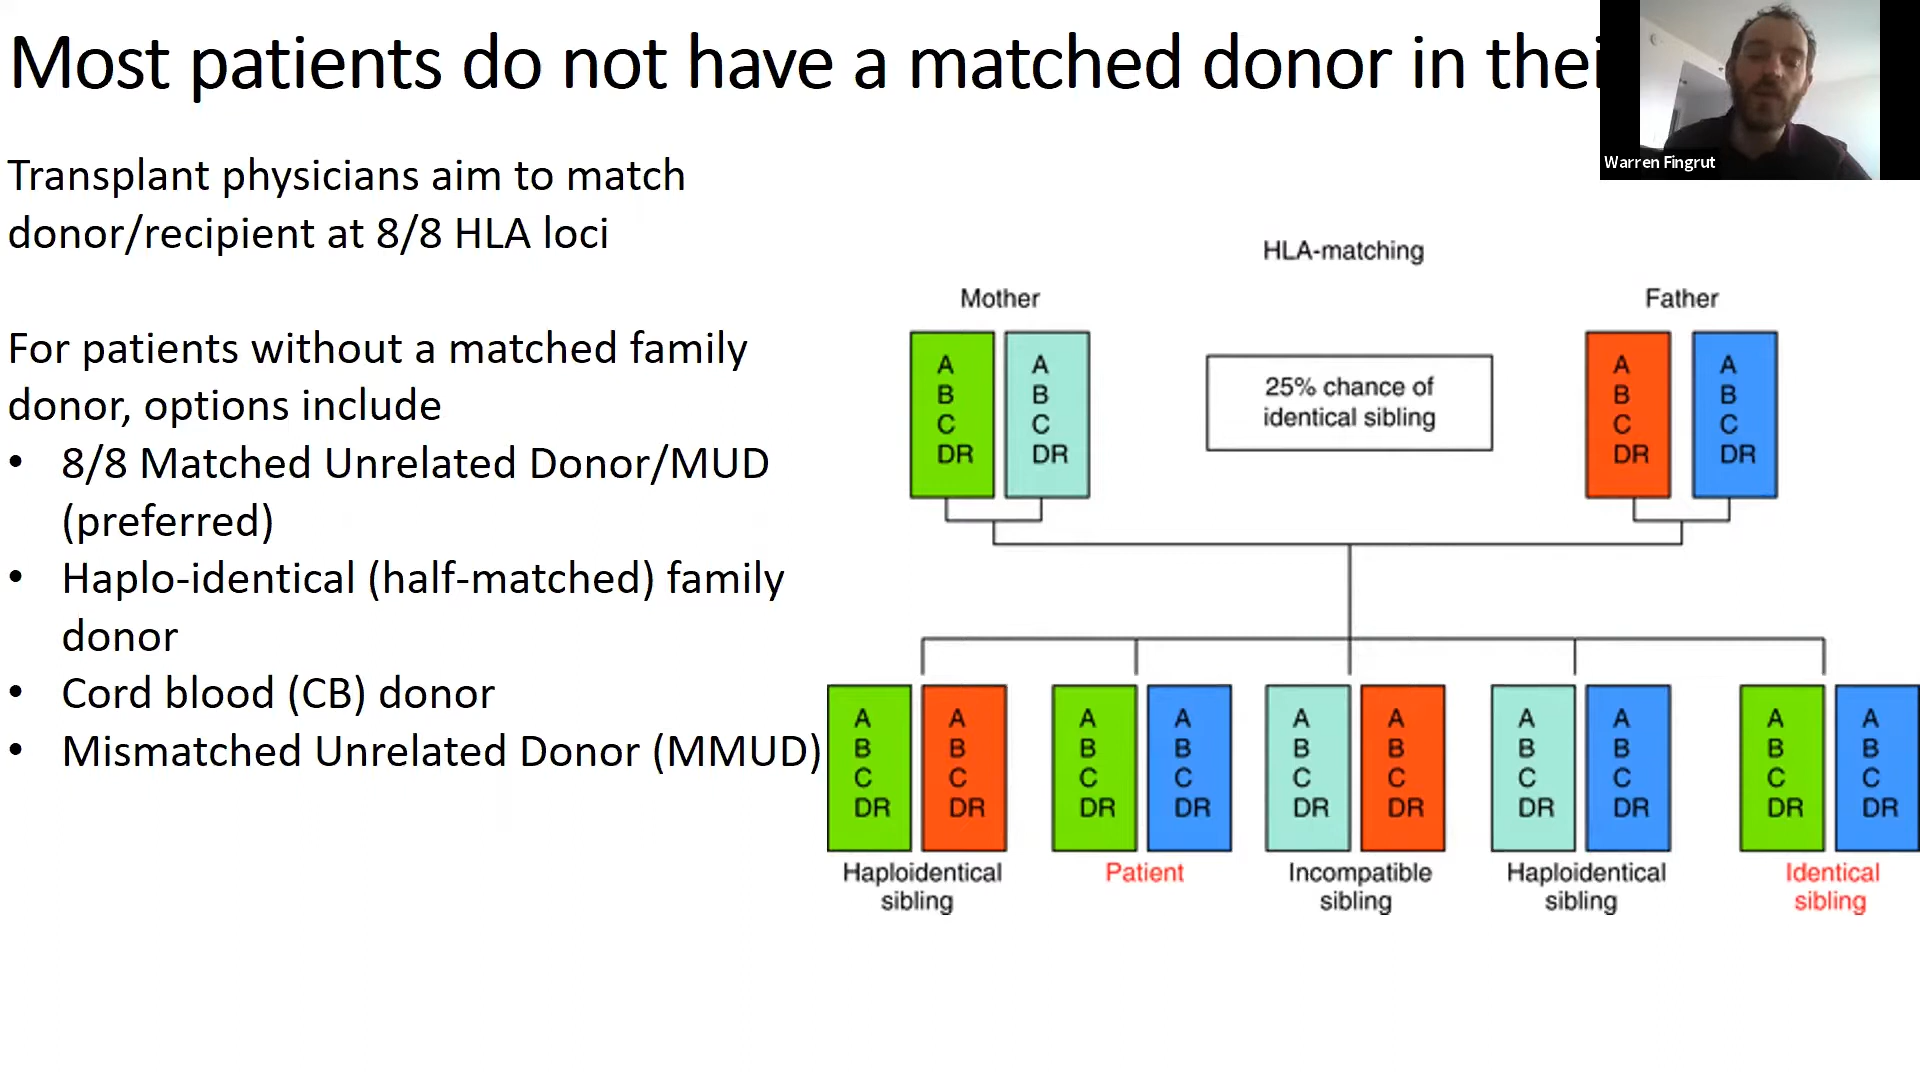 Most patients do not have a matched donor in thei
Warren Fingrut
Transplant physicians aim to match
donor/recipient at 8/8 HLA loci
For patients without a matched family
donor, options include
• 8/8 Matched Unrelated Donor/MUD
(preferred)
• Haplo-identical (half-matched) family
donor
• Cord blood (CB) donor
• Mismatched Unrelated Donor (MMUD)
HLA-matching
Mother
Father
A A
B B
C C
DR DR
25% chance of
identical sibling
A A
B B
C C
DR DR
A A A A A A A A A A
B B B B B B B B B B
C C C C C C C C C C
DR DR DR DR DR DR DR DR DR DR
Haploidentical
sibling
Patient
Incompatible
sibling
Haploidentical
sibling
Identical
sibling